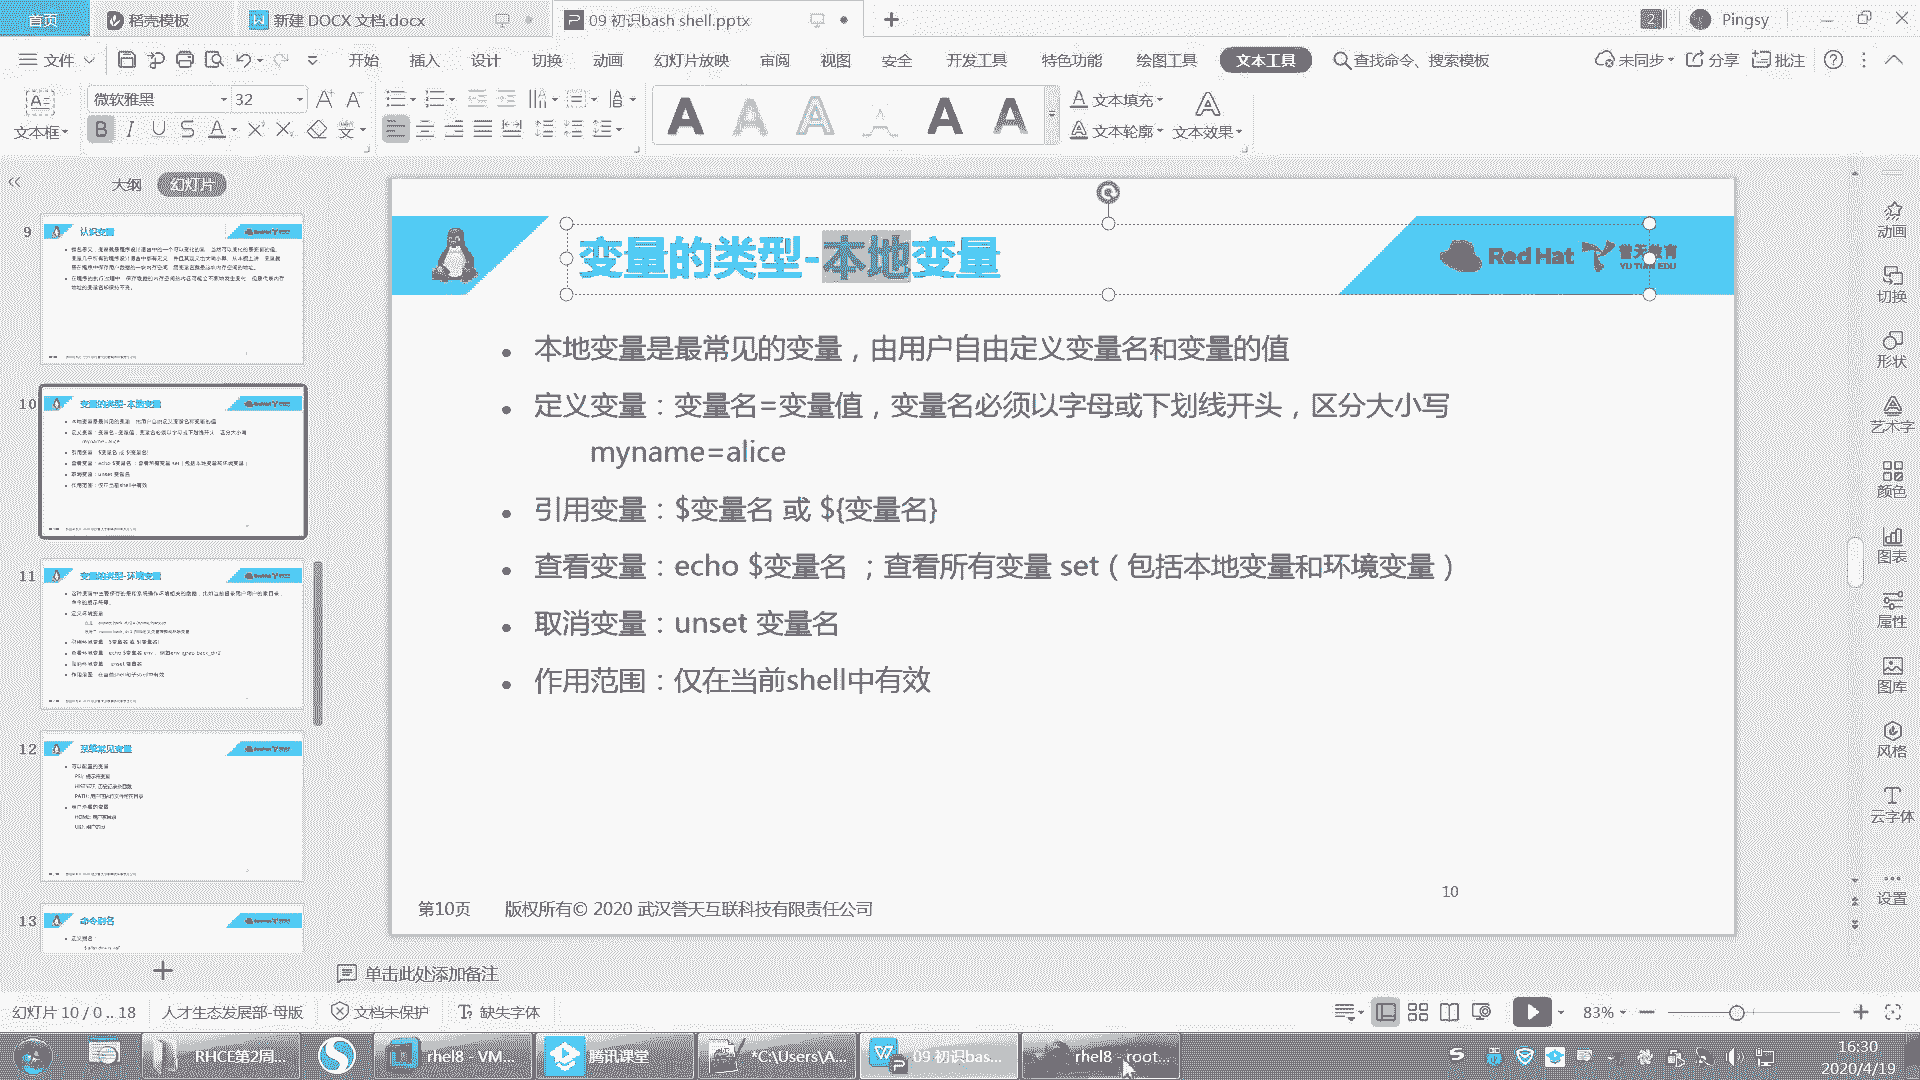 首页
稻壳模板
新建 DOCX 文档.docx
09 初识bash shell.pptx
2
Pingsy
文件
开始
插入
设计
切换
动画
幻灯片放映
审阅
视图
安全
开发工具
特色功能
绘图工具
文本工具
查找命令、搜索模板
未同步
分享
批注
文本框
微软雅黑
32
文本填充
文本轮廓
文本效果
大纲
幻灯片
9
认识变量
10
变量的类型-本地变量
11
变量的类型-环境变量
12
系统常见变量
13
命令别名
变量的类型-本地变量
Red Hat
誉天教育
YU TIAN EDU
本地变量是最常见的变量，由用户自由定义变量名和变量的值
定义变量：变量名=变量值，变量名必须以字母或下划线开头，区分大小写
myname=alice
引用变量：$变量名 或 ${变量名}
查看变量：echo $变量名 ；查看所有变量 set（包括本地变量和环境变量）
取消变量：unset 变量名
作用范围：仅在当前shell中有效
10
第10页
版权所有© 2020 武汉誉天互联科技有限责任公司
单击此处添加备注
动画
切换
形状
艺术字
颜色
图表
属性
图库
风格
云字体
设置
幻灯片 10 / 0 .. 18
人才生态发展部-母版
文档未保护
缺失字体
83%
RHCE第2周...
rhel8 - VM...
腾讯课堂
*C:\Users\A...
09 初识bas...
rhel8 - root...
16:30
2020/4/19